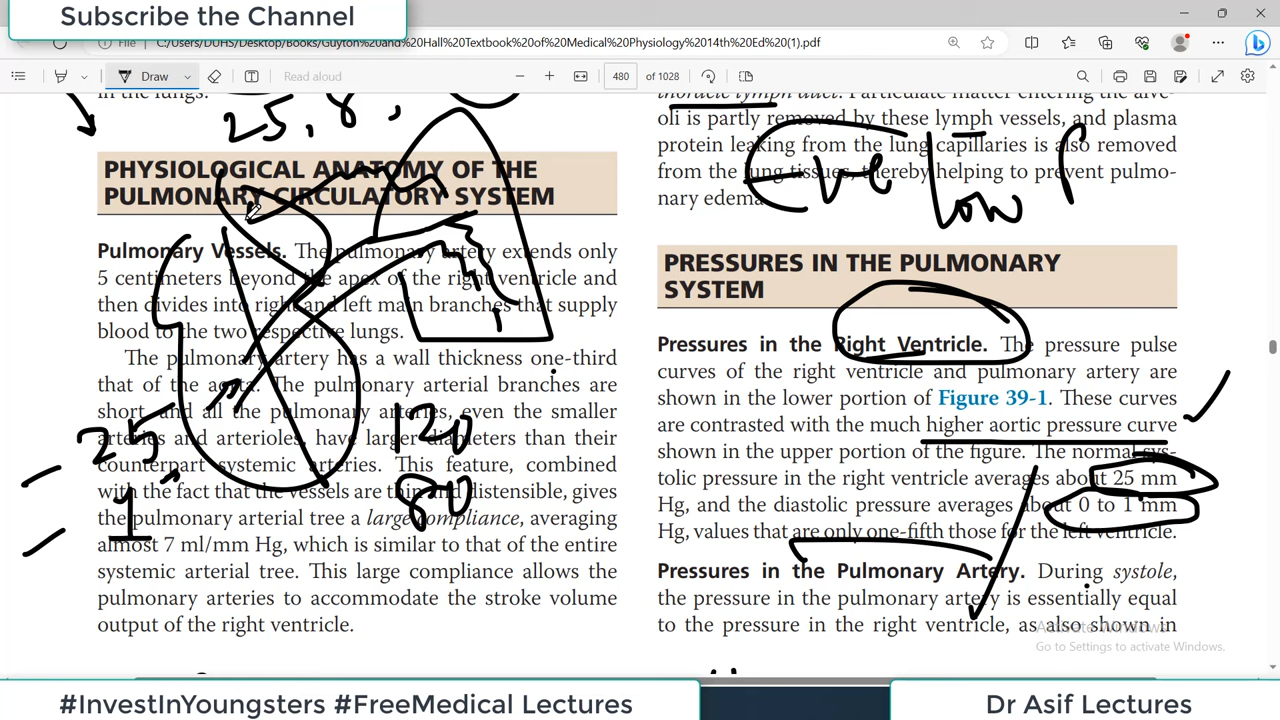 Subscribe the Channel
File
C:/Users/DUHS/Desktop/Books/Guyton%20and%20Hall%20Textbook%20of%20Medical%20Physiology%2014th%20Ed%20(1).pdf
Draw
Read aloud
480 of 1028
in the lungs.
25, 8,
PHYSIOLOGICAL ANATOMY OF THE
PULMONARY CIRCULATORY SYSTEM
Pulmonary Vessels. The pulmonary artery extends only
5 centimeters beyond the apex of the right ventricle and
then divides into right and left main branches that supply
blood to the two respective lungs.
The pulmonary artery has a wall thickness one-third
that of the aorta. The pulmonary arterial branches are
short, and all the pulmonary arteries, even the smaller
arteries and arterioles, have larger diameters than their
counterpart systemic arteries. This feature, combined
with the fact that the vessels are thin and distensible, gives
the pulmonary arterial tree a large compliance, averaging
almost 7 ml/mm Hg, which is similar to that of the entire
systemic arterial tree. This large compliance allows the
pulmonary arteries to accommodate the stroke volume
output of the right ventricle.
25
1
120
80
thoracic lymph duct. Particulate matter entering the alve-
oli is partly removed by these lymph vessels, and plasma
protein leaking from the lung capillaries is also removed
from the lung tissues, thereby helping to prevent pulmo-
nary edema
low P
PRESSURES IN THE PULMONARY
SYSTEM
Pressures in the Right Ventricle. The pressure pulse
curves of the right ventricle and pulmonary artery are
shown in the lower portion of Figure 39-1. These curves
are contrasted with the much higher aortic pressure curve
shown in the upper portion of the figure. The normal sys-
tolic pressure in the right ventricle averages about 25 mm
Hg, and the diastolic pressure averages about 0 to 1 mm
Hg, values that are only one-fifth those for the left ventricle.
Pressures in the Pulmonary Artery. During systole,
the pressure in the pulmonary artery is essentially equal
to the pressure in the right ventricle, as also shown in
Activate Windows
Go to Settings to activate Windows.
#InvestInYoungsters #FreeMedical Lectures
Dr Asif Lectures